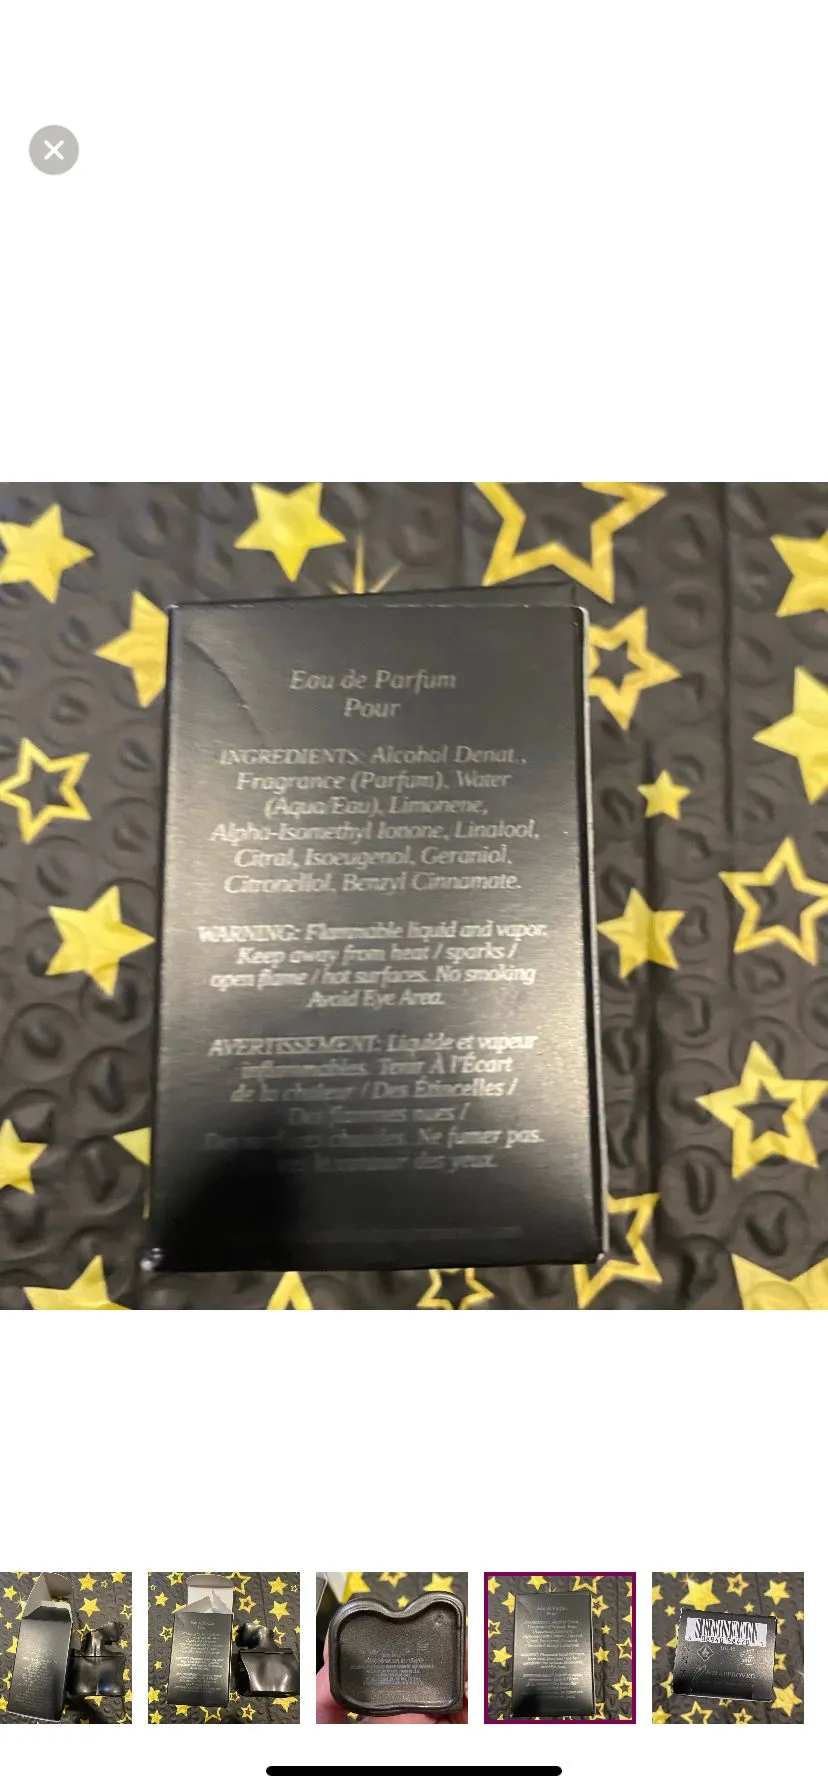 Eau de Parfum
Pour
INGREDIENTS: Alcohol Denat.,
Fragrance (Parfum), Water
(Aqua/Eau), Limonene,
Alpha-Isomethyl Ionone, Linalool,
Citral, Isoeugenol, Geraniol,
Citronellol, Benzyl Cinnamate.
WARNING: Flammable liquid and vapor.
Keep away from heat / sparks /
open flame / hot surfaces. No smoking
Avoid Eye Area.
AVERTISSEMENT: Liquide et vapeur
inflammables. Tenir À l'Écart
de la chaleur / Des Étincelles /
Des flammes nues /
chaudes. Ne fumer pas.
le contour des yeux.